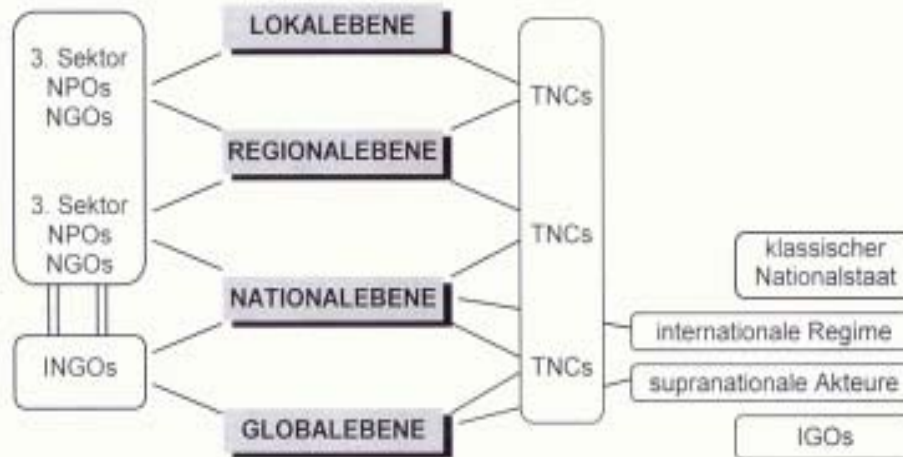 LOKALEBENE
3. Sektor
NPOs
NGOs
TNCs
REGIONALEBENE
3. Sektor
NPOs
NGOs
TNCs
klassischer
Nationalstaat
NATIONALEBENE
internationale Regime
INGOs
TNCs
supranationale Akteure
GLOBALEBENE
IGOs